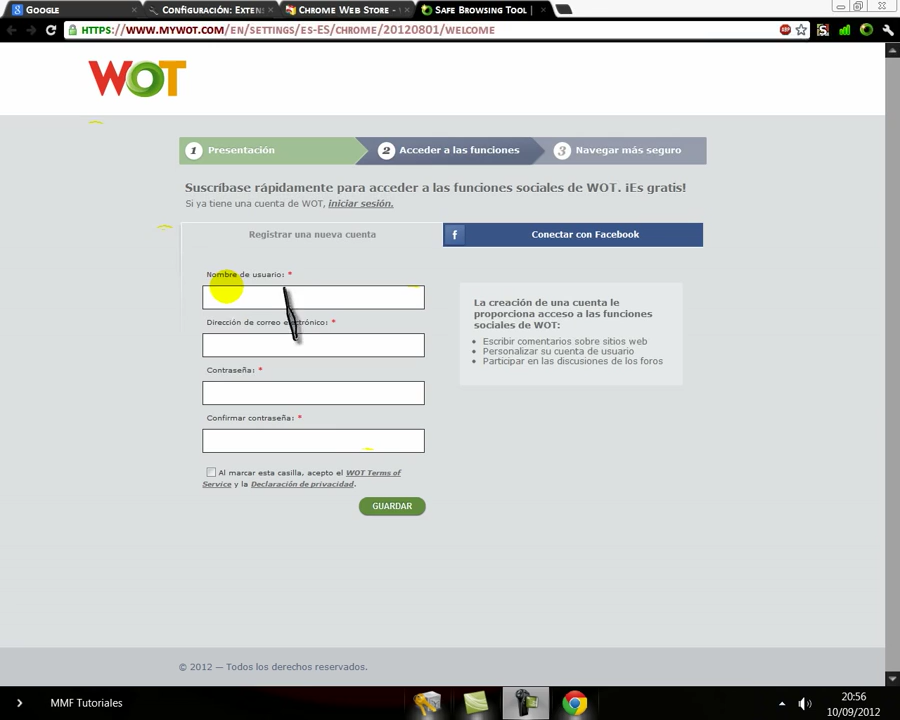 Google
Configuración: Exten
Chrome Web Store -
Safe Browsing Tool |
https://www.mywot.com/en/settings/es-ES/chrome/20120801/welcome
WOT
1 Presentación
2 Acceder a las funciones
3 Navegar más seguro
Suscríbase rápidamente para acceder a las funciones sociales de WOT. ¡Es gratis!
Si ya tiene una cuenta de WOT, iniciar sesión.
Registrar una nueva cuenta
f Conectar con Facebook
Nombre de usuario: *
Dirección de correo electrónico: *
Contraseña: *
Confirmar contraseña: *
Al marcar esta casilla, acepto el WOT Terms of
Service y la Declaración de privacidad.
GUARDAR
La creación de una cuenta le
proporciona acceso a las funciones
sociales de WOT:
Escribir comentarios sobre sitios web
Personalizar su cuenta de usuario
Participar en las discusiones de los foros
© 2012 — Todos los derechos reservados.
MMF Tutoriales
20:56
10/09/2012